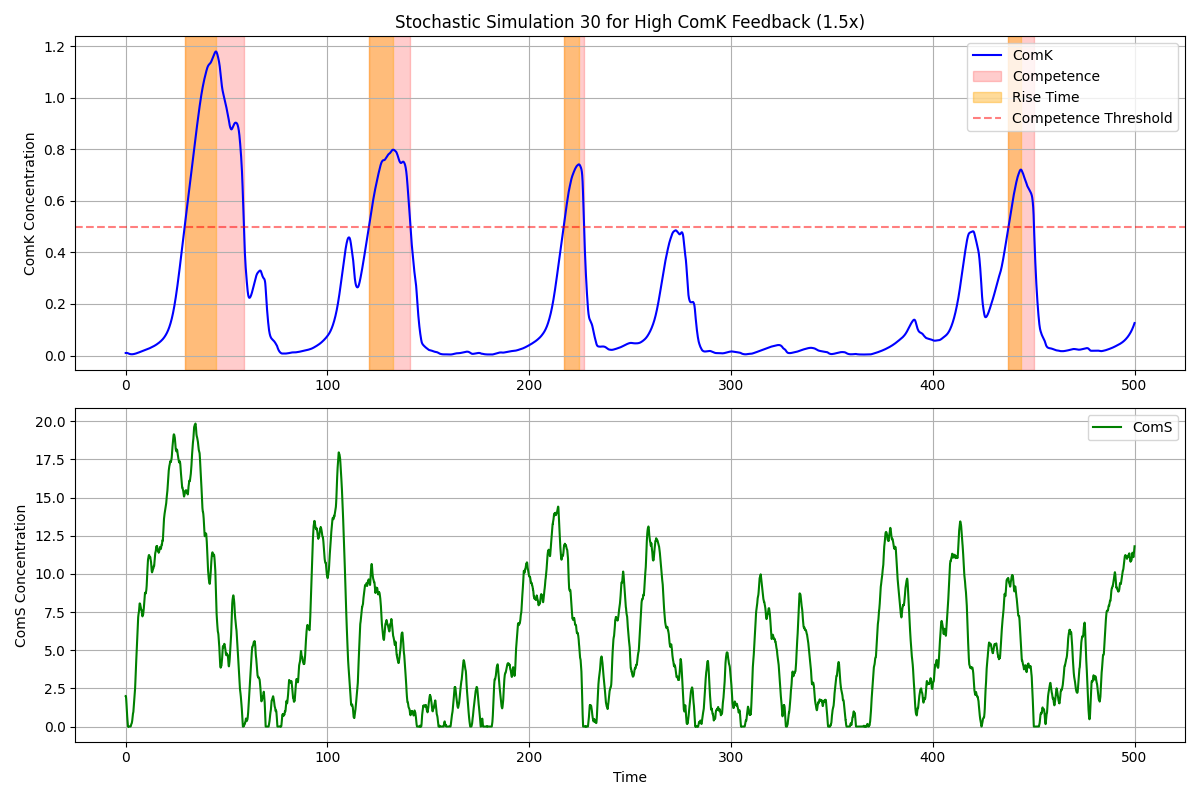 Stochastic Simulation 30 for High ComK Feedback (1.5x)
ComK Concentration
1.2
1.0
0.8
0.6
0.4
0.2
0.0
ComK
Competence
Rise Time
Competence Threshold
0 100 200 300 400 500
ComS Concentration
20.0
17.5
15.0
12.5
10.0
7.5
5.0
2.5
0.0
ComS
0 100 200 300 400 500
Time